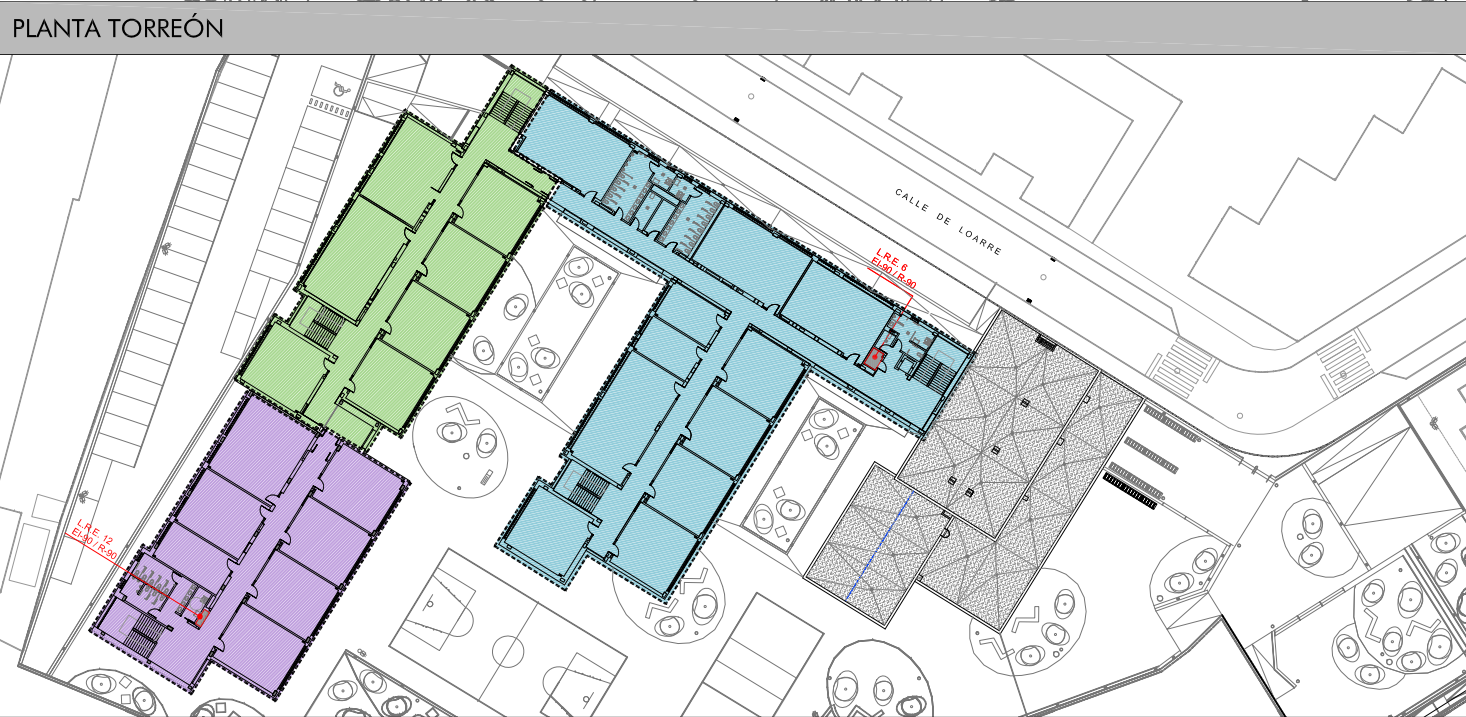 PLANTA TORREÓN
CALLE DE LOARRE
L.R.E. 6
EI-90 / R-90
L.R.E. 12
EI-90 / R-90